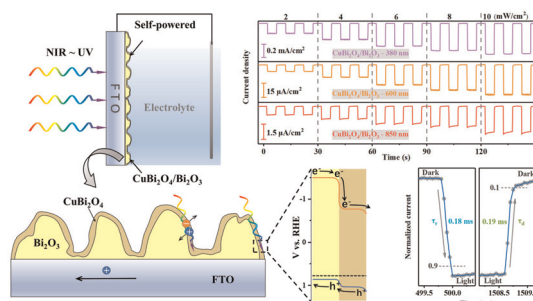 Self-powered
NIR ~ UV
FTO
Electrolyte
CuBi₂O₄/Bi₂O₃
CuBi₂O₄
Bi₂O₃
FTO
2 4 6 8 10 (mW/cm²)
Current density
0.2 mA/cm²
CuBi₂O₄/Bi₂O₃ - 380 nm
15 μA/cm²
CuBi₂O₄/Bi₂O₃ - 600 nm
1.5 μA/cm²
CuBi₂O₄/Bi₂O₃ - 850 nm
0 30 60 90 120
Time (s)
V vs. RHE
-1
0
1
e⁻ e⁻
e⁻
h⁺ h⁺
Normalized current
Dark Dark
0.1
τr 0.18 ms 0.19 ms τd
0.9
Light Light
499.5 500.0 1508.5 1509